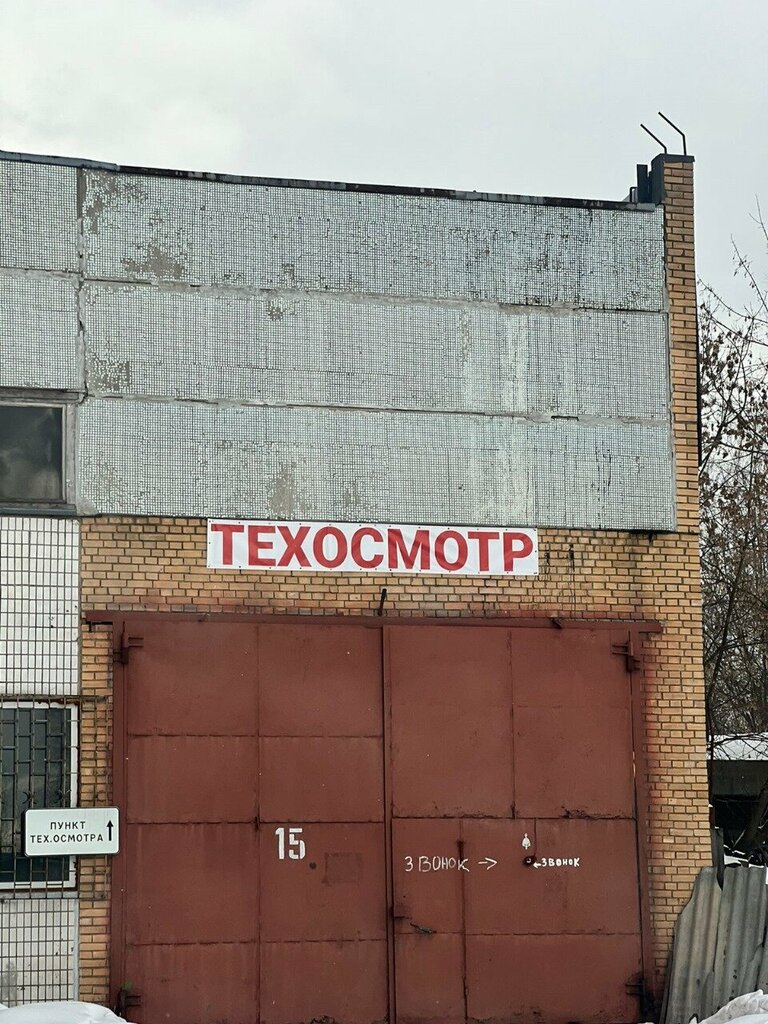 ТЕХОСМОТР
ПУНКТ
ТЕХ.ОСМОТРА ↑
15
ЗВОНОК →
←ЗВОНОК